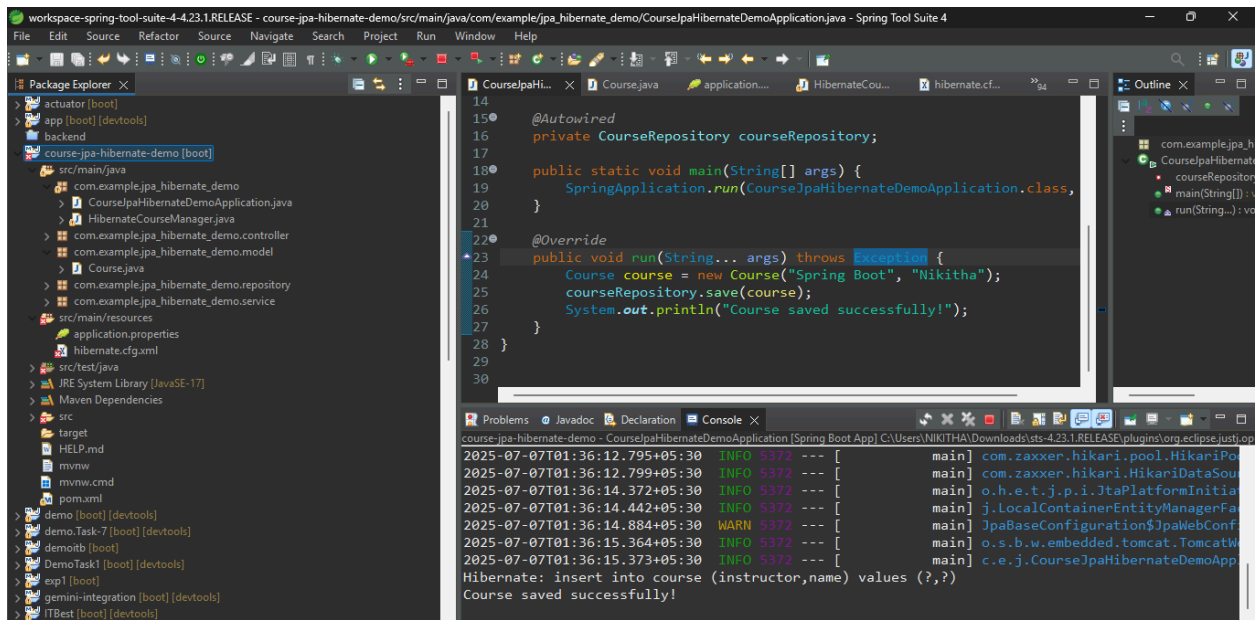 workspace-spring-tool-suite-4-4.23.1.RELEASE - course-jpa-hibernate-demo/src/main/java/com/example/jpa_hibernate_demo/CourseJpaHibernateDemoApplication.java - Spring Tool Suite 4
File Edit Source Refactor Source Navigate Search Project Run Window Help
Package Explorer
actuator [boot]
app [boot] [devtools]
backend
course-jpa-hibernate-demo [boot]
src/main/java
com.example.jpa_hibernate_demo
CourseJpaHibernateDemoApplication.java
HibernateCourseManager.java
com.example.jpa_hibernate_demo.controller
com.example.jpa_hibernate_demo.model
Course.java
com.example.jpa_hibernate_demo.repository
com.example.jpa_hibernate_demo.service
src/main/resources
application.properties
hibernate.cfg.xml
src/test/java
JRE System Library [JavaSE-17]
Maven Dependencies
src
target
HELP.md
mvnw
mvnw.cmd
pom.xml
demo [boot] [devtools]
demo.Task-7 [boot] [devtools]
demoitb [boot]
DemoTask1 [boot] [devtools]
exp1 [boot]
gemini-integration [boot] [devtools]
ITBest [boot] [devtools]
CourseJpaHi... Course.java application.... HibernateCou... hibernate.cf... »94
14
15 @Autowired
16 private CourseRepository courseRepository;
17
18 public static void main(String[] args) {
19 SpringApplication.run(CourseJpaHibernateDemoApplication.class,
20 }
21
22 @Override
23 public void run(String... args) throws Exception {
24 Course course = new Course("Spring Boot", "Nikitha");
25 courseRepository.save(course);
26 System.out.println("Course saved successfully!");
27 }
28 }
29
30
Outline
com.example.jpa_h
CourseJpaHibernate
courseRepository
main(String[]) : v
run(String...) : vo
Problems Javadoc Declaration Console
course-jpa-hibernate-demo - CourseJpaHibernateDemoApplication [Spring Boot App] C:\Users\NIKITHA\Downloads\sts-4.23.1.RELEASE\plugins\org.eclipse.justj.op
2025-07-07T01:36:12.795+05:30 INFO 5372 --- [ main] com.zaxxer.hikari.pool.HikariPoo
2025-07-07T01:36:12.799+05:30 INFO 5372 --- [ main] com.zaxxer.hikari.HikariDataSour
2025-07-07T01:36:14.372+05:30 INFO 5372 --- [ main] o.h.e.t.j.p.i.JtaPlatformInitiat
2025-07-07T01:36:14.442+05:30 INFO 5372 --- [ main] j.LocalContainerEntityManagerFa
2025-07-07T01:36:14.884+05:30 WARN 5372 --- [ main] JpaBaseConfiguration$JpaWebConf
2025-07-07T01:36:15.364+05:30 INFO 5372 --- [ main] o.s.b.w.embedded.tomcat.TomcatWe
2025-07-07T01:36:15.373+05:30 INFO 5372 --- [ main] c.e.j.CourseJpaHibernateDemoApp
Hibernate: insert into course (instructor,name) values (?,?)
Course saved successfully!